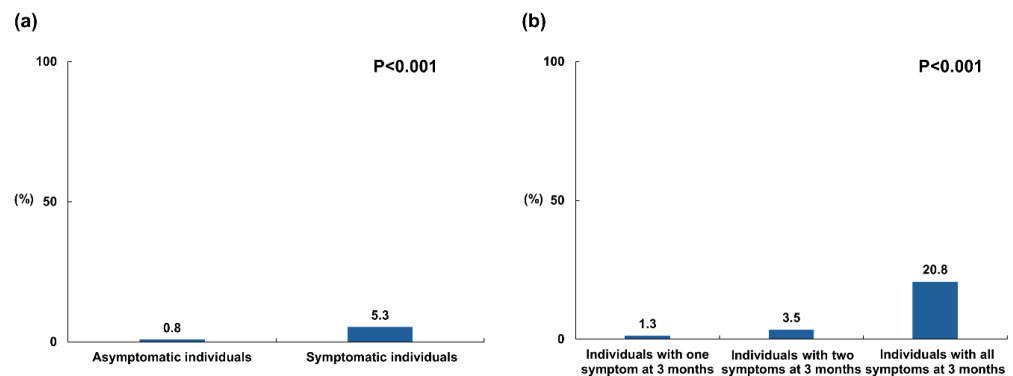 (a)
P<0.001
100
(%) 50
0
0.8
5.3
Asymptomatic individuals
Symptomatic individuals
(b)
P<0.001
100
(%) 50
0
1.3
3.5
20.8
Individuals with one
symptom at 3 months
Individuals with two
symptoms at 3 months
Individuals with all
symptoms at 3 months